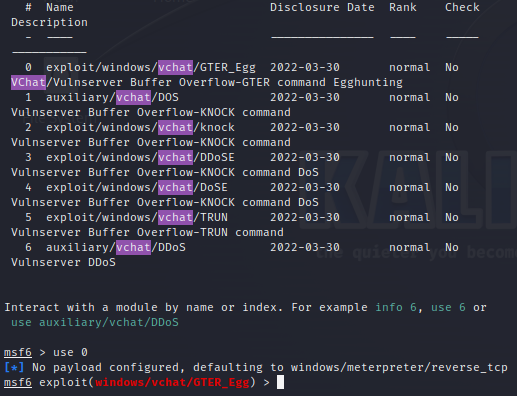 #  Name  Disclosure Date  Rank  Check
Description
-  ----  ---------------  ----  -----
-----------
0  exploit/windows/vchat/GTER_Egg  2022-03-30  normal  No
VChat/Vulnserver Buffer Overflow-GTER command Egghunting
1  auxiliary/vchat/DOS  2022-03-30  normal  No
Vulnserver Buffer Overflow-KNOCK command
2  exploit/windows/vchat/knock  2022-03-30  normal  No
Vulnserver Buffer Overflow-KNOCK command
3  exploit/windows/vchat/DDoSE  2022-03-30  normal  No
Vulnserver Buffer Overflow-KNOCK command DoS
4  exploit/windows/vchat/DoSE  2022-03-30  normal  No
Vulnserver Buffer Overflow-KNOCK command DoS
5  exploit/windows/vchat/TRUN  2022-03-30  normal  No
Vulnserver Buffer Overflow-TRUN command
6  auxiliary/vchat/DDoS  2022-03-30  normal  No
Vulnserver DDoS
KALI
the quieter you become
Interact with a module by name or index. For example info 6, use 6 or
use auxiliary/vchat/DDoS
msf6 > use 0
[*] No payload configured, defaulting to windows/meterpreter/reverse_tcp
msf6 exploit(windows/vchat/GTER_Egg) >